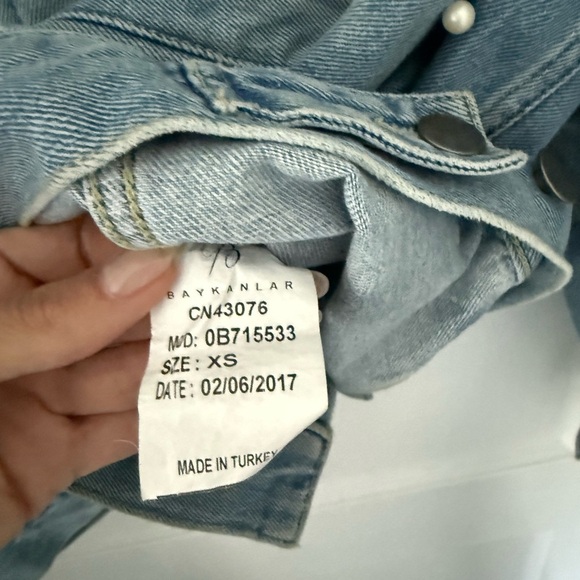 BAYKANLAR
CN43076
M/D: 0B715533
SIZE: XS
DATE: 02/06/2017
MADE IN TURKEY